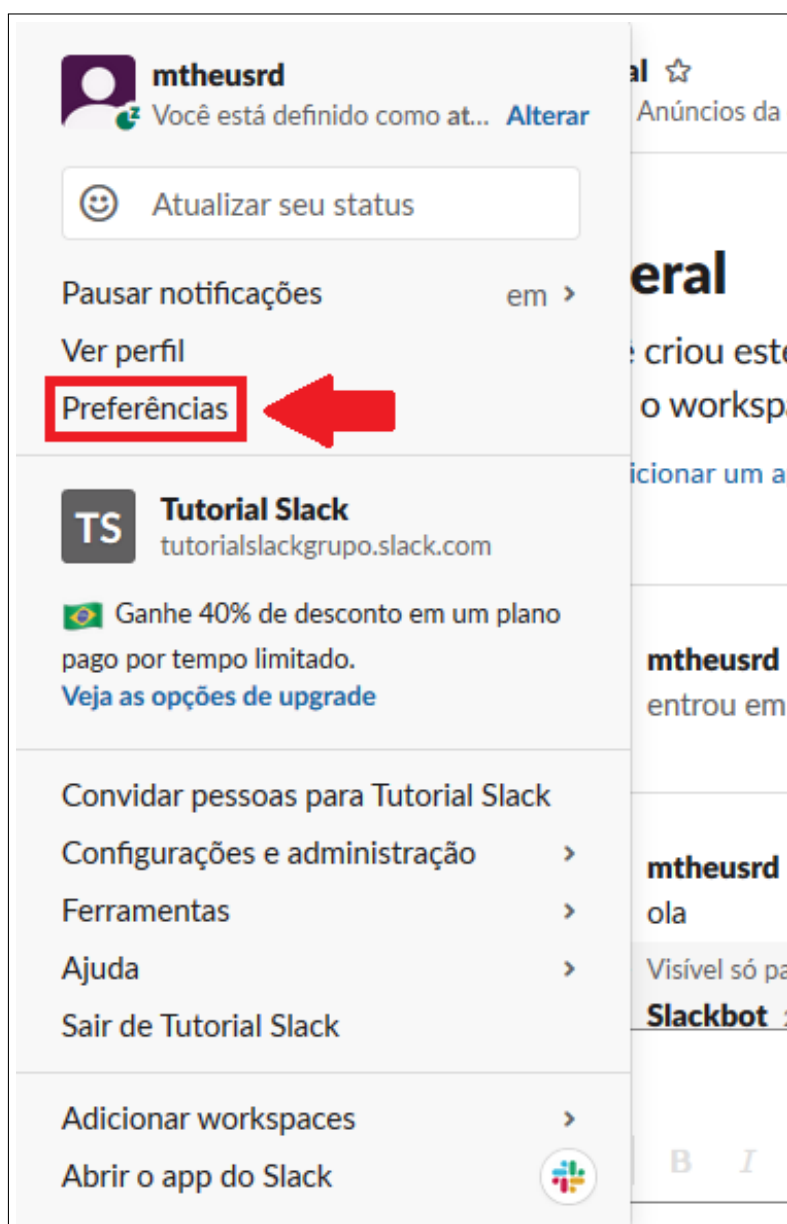 mtheusrd
Você está definido como at... Alterar
Atualizar seu status
Pausar notificações em
Ver perfil
Preferências
TS Tutorial Slack
tutorialslackgrupo.slack.com
Ganhe 40% de desconto em um plano
pago por tempo limitado.
Veja as opções de upgrade
Convidar pessoas para Tutorial Slack
Configurações e administração
Ferramentas
Ajuda
Sair de Tutorial Slack
Adicionar workspaces
Abrir o app do Slack
al
Anúncios da
eral
criou este
o workspa
icionar um a
mtheusrd
entrou em
mtheusrd
ola
Visível só pa
Slackbot
B I